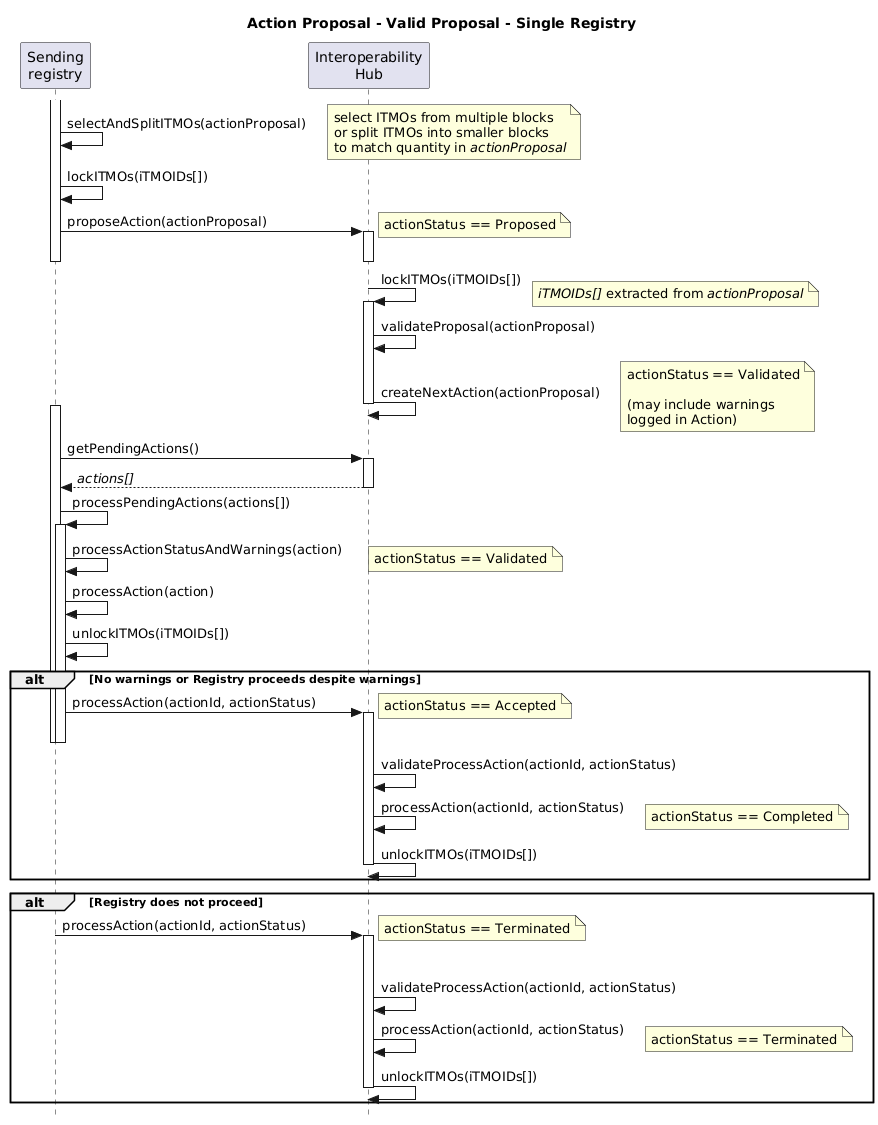 Action Proposal - Valid Proposal - Single Registry
Sending
registry
Interoperability
Hub
selectAndSplitITMOs(actionProposal)
select ITMOs from multiple blocks
or split ITMOs into smaller blocks
to match quantity in actionProposal
lockITMOs(iTMOIDs[])
proposeAction(actionProposal)
actionStatus == Proposed
lockITMOs(iTMOIDs[])
iTMOIDs[] extracted from actionProposal
validateProposal(actionProposal)
createNextAction(actionProposal)
actionStatus == Validated
(may include warnings
logged in Action)
getPendingActions()
actions[]
processPendingActions(actions[])
processActionStatusAndWarnings(action)
actionStatus == Validated
processAction(action)
unlockITMOs(iTMOIDs[])
alt
[No warnings or Registry proceeds despite warnings]
processAction(actionId, actionStatus)
actionStatus == Accepted
validateProcessAction(actionId, actionStatus)
processAction(actionId, actionStatus)
actionStatus == Completed
unlockITMOs(iTMOIDs[])
alt
[Registry does not proceed]
processAction(actionId, actionStatus)
actionStatus == Terminated
validateProcessAction(actionId, actionStatus)
processAction(actionId, actionStatus)
actionStatus == Terminated
unlockITMOs(iTMOIDs[])